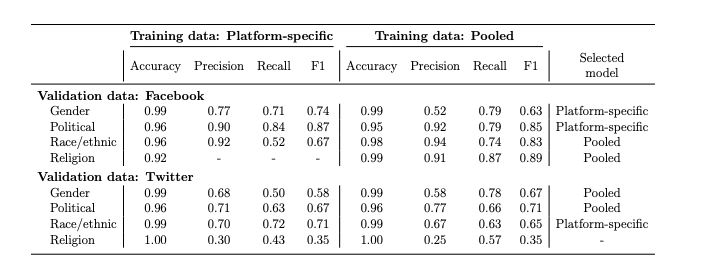 Training data: Platform-specific Training data: Pooled
Accuracy Precision Recall F1 Accuracy Precision Recall F1 Selected model
Validation data: Facebook
Gender 0.99 0.77 0.71 0.74 0.99 0.52 0.79 0.63 Platform-specific
Political 0.96 0.90 0.84 0.87 0.95 0.92 0.79 0.85 Platform-specific
Race/ethnic 0.96 0.92 0.52 0.67 0.98 0.94 0.74 0.83 Pooled
Religion 0.92 - - - 0.99 0.91 0.87 0.89 Pooled
Validation data: Twitter
Gender 0.99 0.68 0.50 0.58 0.99 0.58 0.78 0.67 Pooled
Political 0.96 0.71 0.63 0.67 0.96 0.77 0.66 0.71 Pooled
Race/ethnic 0.99 0.70 0.72 0.71 0.99 0.67 0.63 0.65 Platform-specific
Religion 1.00 0.30 0.43 0.35 1.00 0.25 0.57 0.35 -